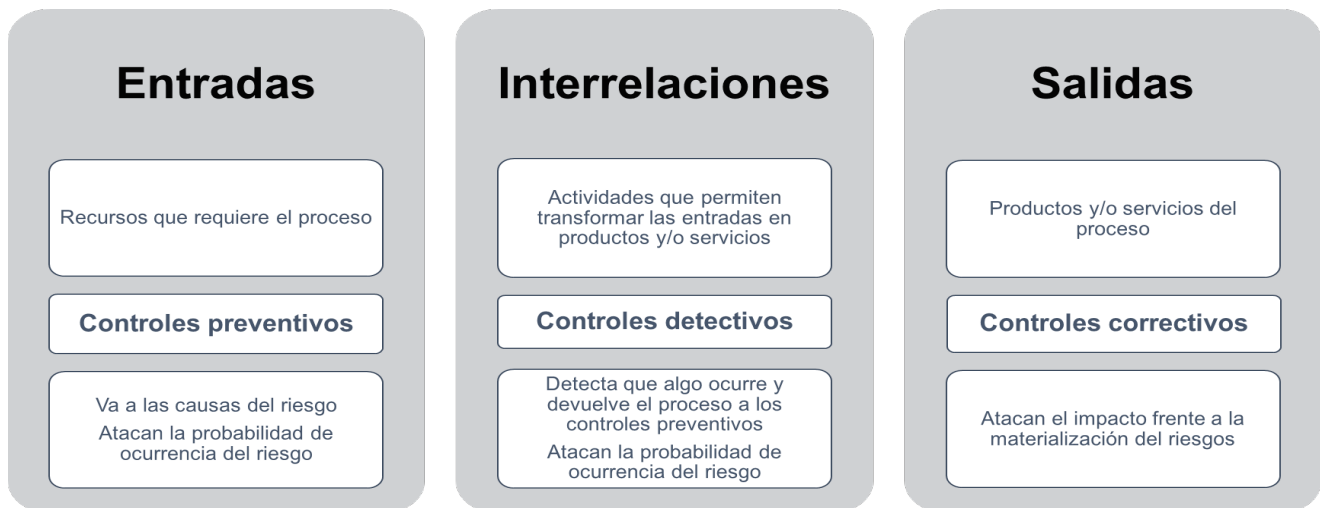 Entradas
Recursos que requiere el proceso
Controles preventivos
Va a las causas del riesgo
Atacan la probabilidad de
ocurrencia del riesgo
Interrelaciones
Actividades que permiten
transformar las entradas en
productos y/o servicios
Controles detectivos
Detecta que algo ocurre y
devuelve el proceso a los
controles preventivos
Atacan la probabilidad de
ocurrencia del riesgo
Salidas
Productos y/o servicios del
proceso
Controles correctivos
Atacan el impacto frente a la
materialización del riesgos